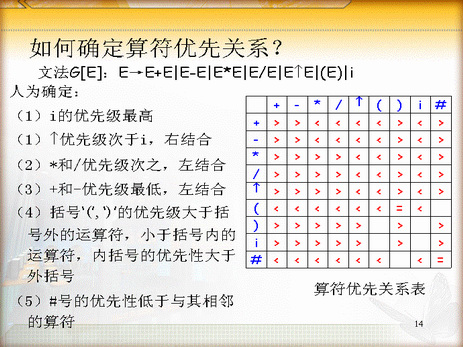 如何确定算符优先关系？
文法G[E]：E→E+E|E-E|E*E|E/E|E↑E|(E)|i
人为确定：
（1）i的优先级最高
（1）↑优先级次于i，右结合
（2）*和/优先级次之，左结合
（3）+和-优先级最低，左结合
（4）括号‘(’,‘)’的优先级大于括
号外的运算符，小于括号内的
运算符，内括号的优先性大于
外括号
（5）#号的优先性低于与其相邻
的算符
+ - * / ↑ ( ) i #
+ > > < < < < > < >
- > > < < < < > < >
* > > > > < < > < >
/ > > > > < < > < >
↑ > > > > < < > < >
( < < < < < < = <
) > > > > > > >
i > > > > > > >
# < < < < < < < =
算符优先关系表
14